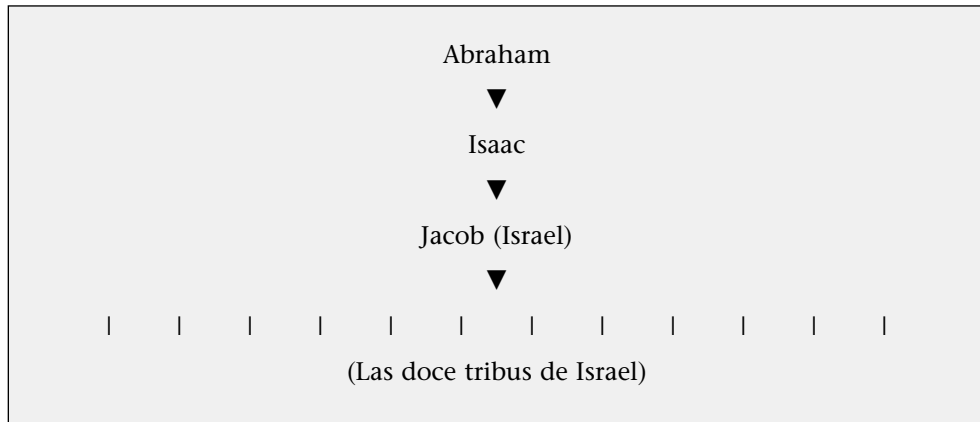 Abraham
▼
Isaac
▼
Jacob (Israel)
▼
| | | | | | | | | | | |
(Las doce tribus de Israel)